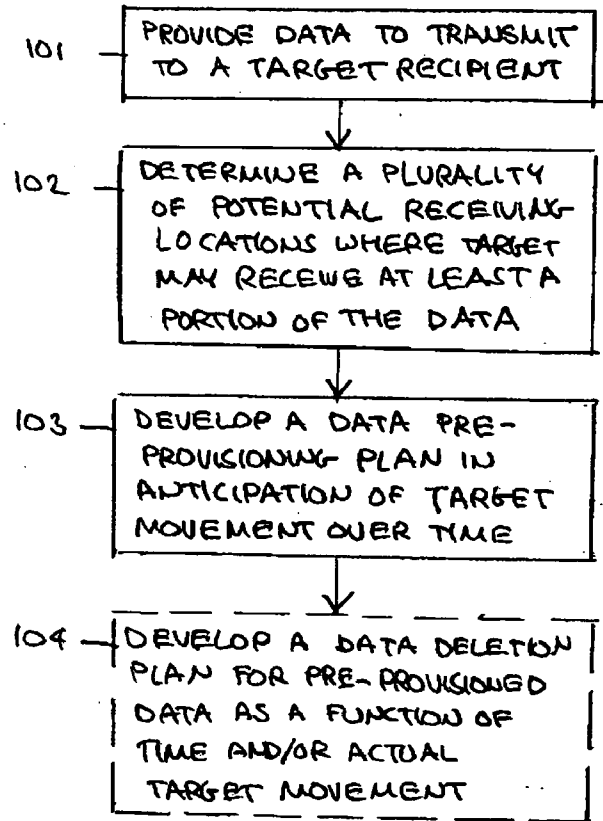 101
PROVIDE DATA TO TRANSMIT
TO A TARGET RECIPIENT
102
DETERMINE A PLURALITY
OF POTENTIAL RECEIVING
LOCATIONS WHERE TARGET
MAY RECEIVE AT LEAST A
PORTION OF THE DATA
103
DEVELOP A DATA PRE-
PROVISIONING PLAN IN
ANTICIPATION OF TARGET
MOVEMENT OVER TIME
104
DEVELOP A DATA DELETION
PLAN FOR PRE-PROVISIONED
DATA AS A FUNCTION OF
TIME AND/OR ACTUAL
TARGET MOVEMENT